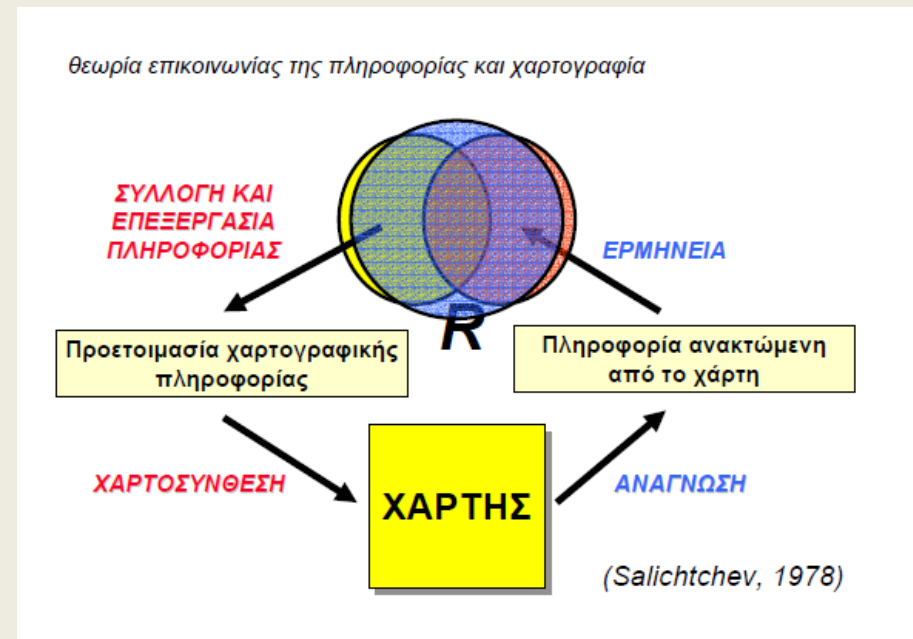 θεωρία επικοινωνίας της πληροφορίας και χαρτογραφία
ΣΥΛΛΟΓΗ ΚΑΙ
ΕΠΕΞΕΡΓΑΣΙΑ
ΠΛΗΡΟΦΟΡΙΑΣ
ΕΡΜΗΝΕΙΑ
R
Προετοιμασία χαρτογραφικής
πληροφορίας
Πληροφορία ανακτώμενη
από το χάρτη
ΧΑΡΤΟΣΥΝΘΕΣΗ
ΧΑΡΤΗΣ
ΑΝΑΓΝΩΣΗ
(Salichtchev, 1978)